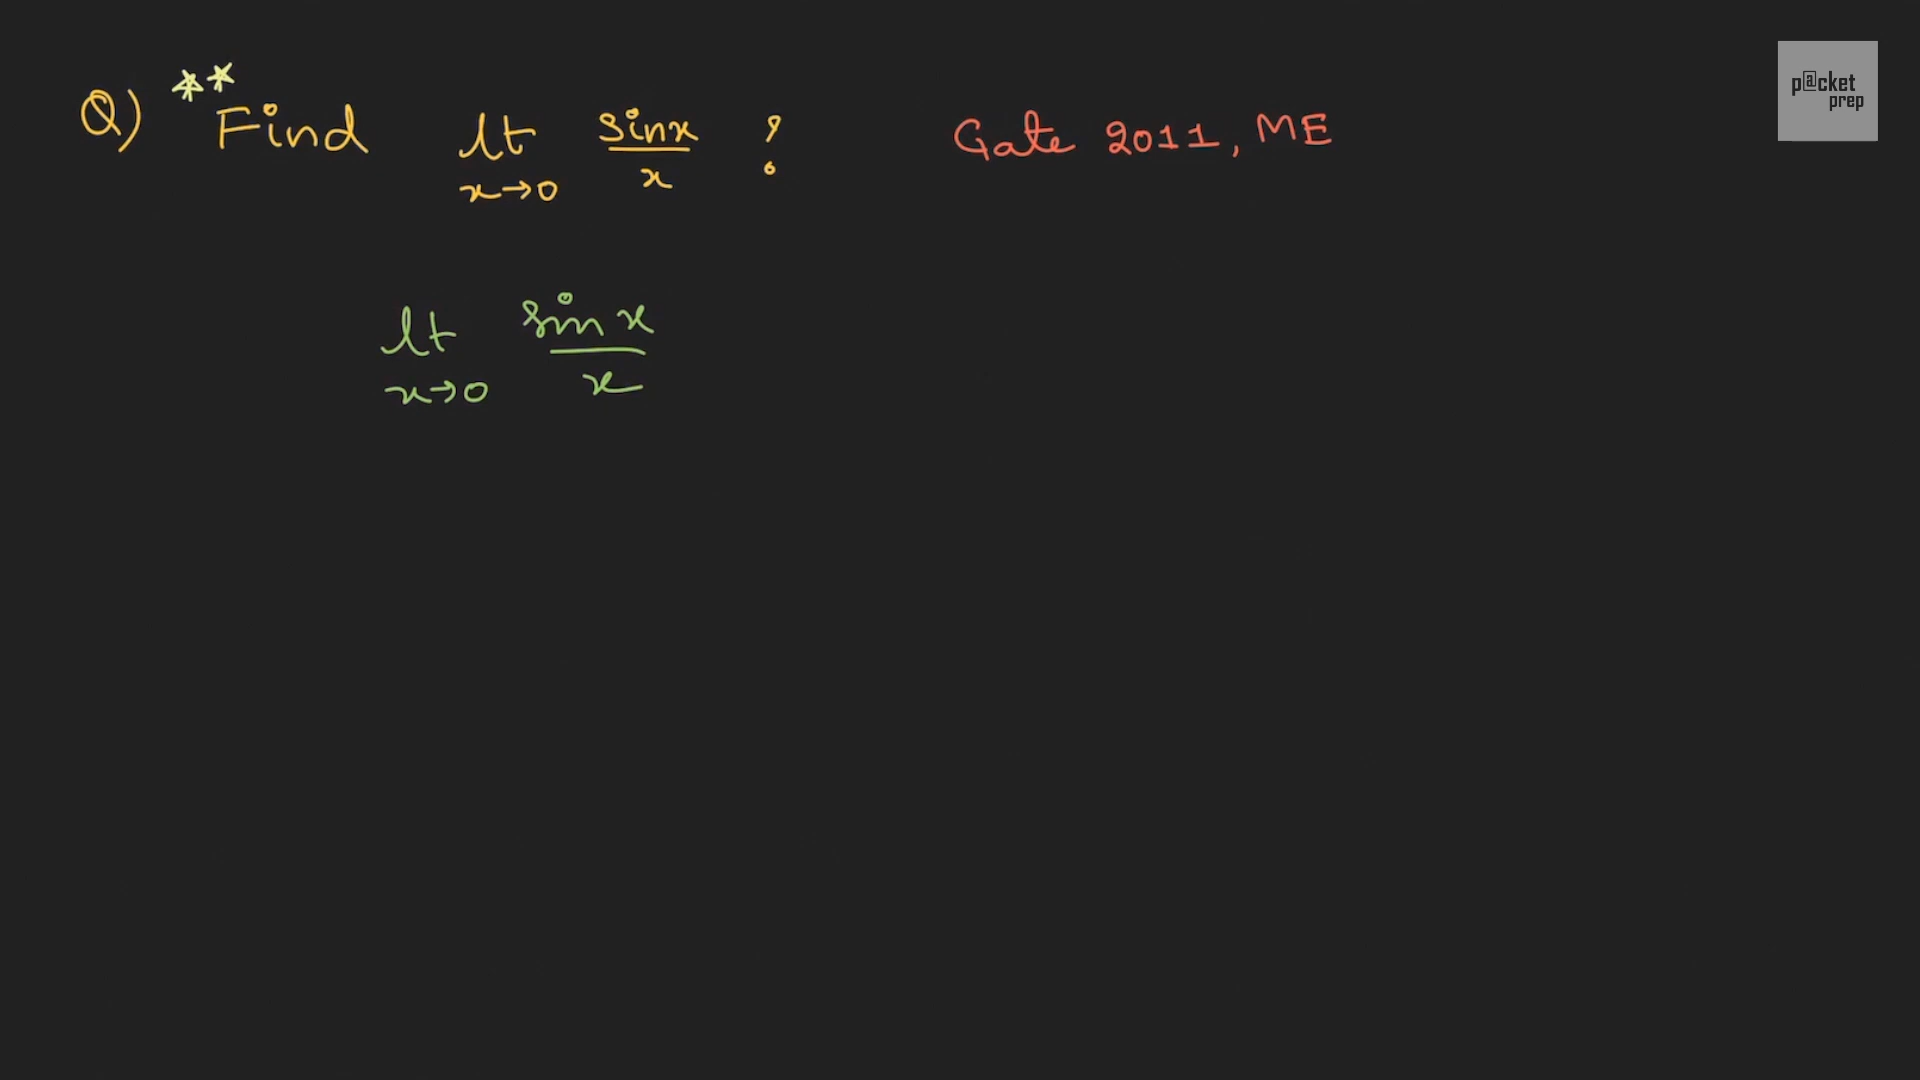 Q) ** Find lt x→0 sinx/x ? Gate 2011, ME
p@cket
prep
lt x→0 sin x/x